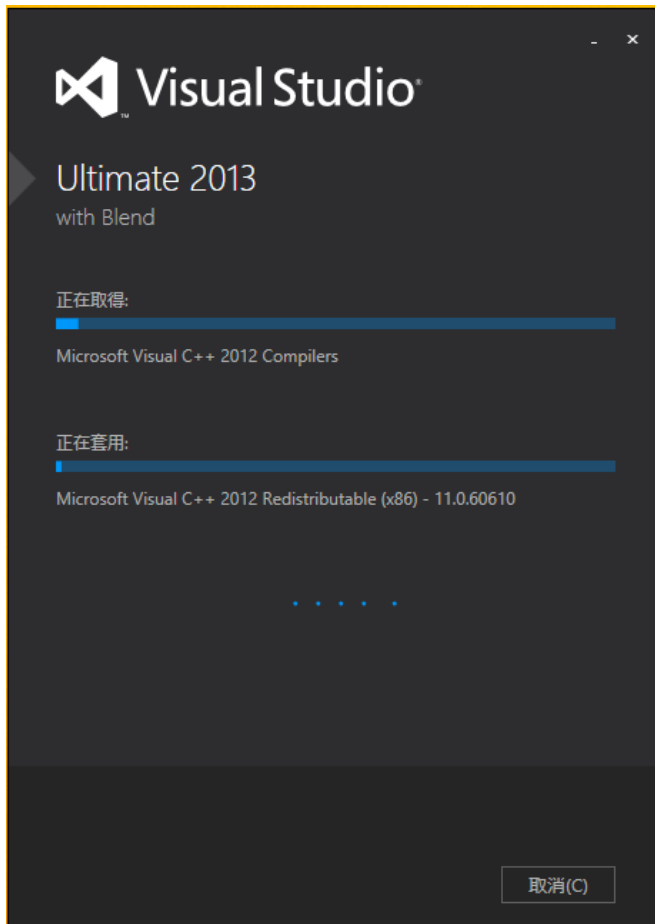 Visual Studio®
Ultimate 2013
with Blend
正在取得:
Microsoft Visual C++ 2012 Compilers
正在套用:
Microsoft Visual C++ 2012 Redistributable (x86) - 11.0.60610
取消(C)